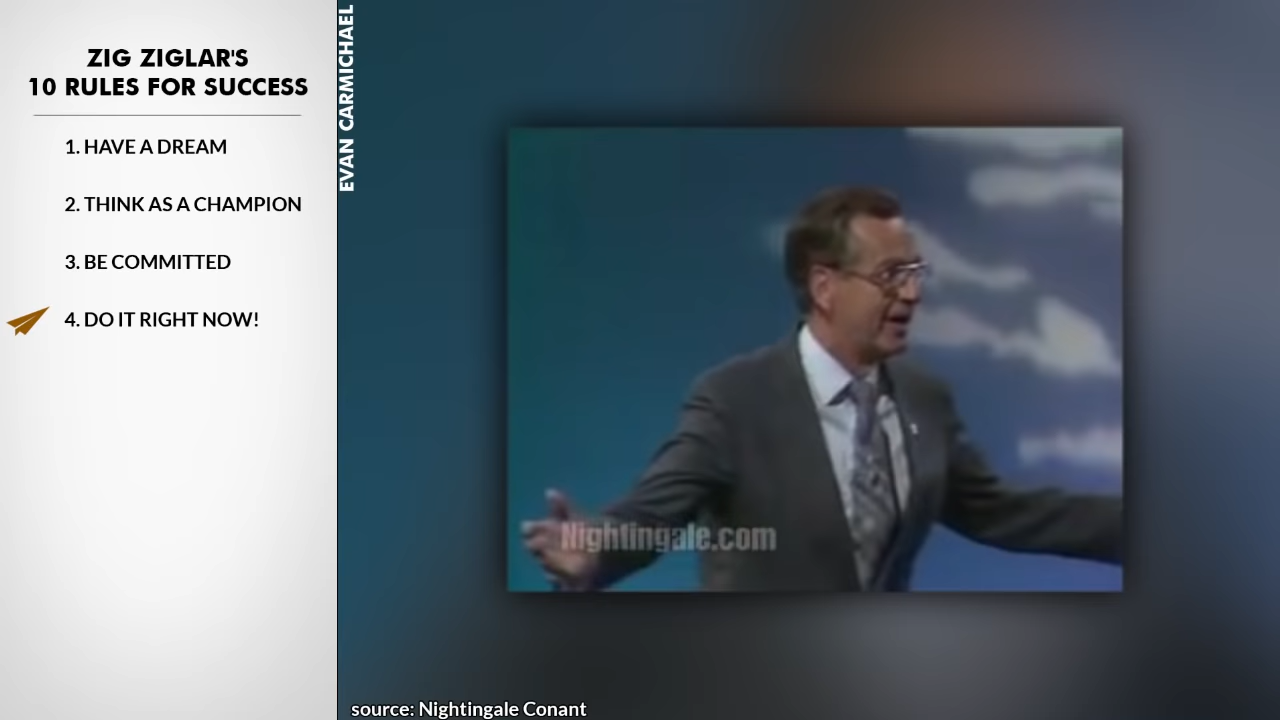 ZIG ZIGLAR'S
10 RULES FOR SUCCESS
1. HAVE A DREAM
2. THINK AS A CHAMPION
3. BE COMMITTED
4. DO IT RIGHT NOW!
EVAN CARMICHAEL
Nightingale.com
source: Nightingale Conant